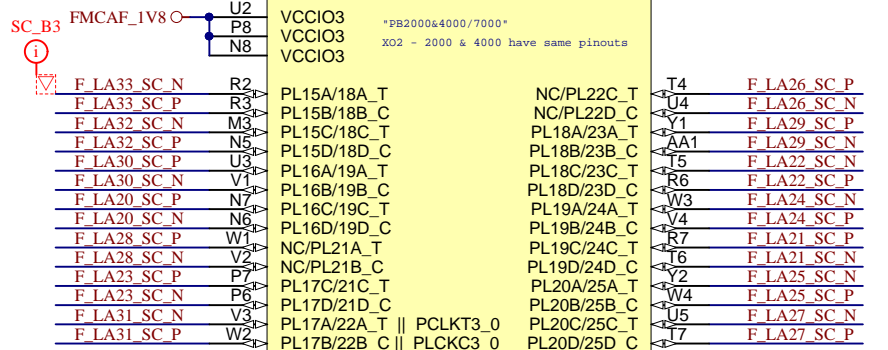 U2 VCCIO3 "PB2000&4000/7000"
FMCAF_1V8
SC_B3
P8 VCCIO3 XO2 - 2000 & 4000 have same pinouts
N8 VCCIO3
i
F_LA33_SC_N R2 PL15A/18A_T NC/PL22C_T T4 F_LA26_SC_P
F_LA33_SC_P R3 PL15B/18B_C NC/PL22D_C U4 F_LA26_SC_N
F_LA32_SC_N M3 PL15C/18C_T PL18A/23A_T Y1 F_LA29_SC_P
F_LA32_SC_P N5 PL15D/18D_C PL18B/23B_C AA1 F_LA29_SC_N
F_LA30_SC_P U3 PL16A/19A_T PL18C/23C_T T5 F_LA22_SC_N
F_LA30_SC_N V1 PL16B/19B_C PL18D/23D_C R6 F_LA22_SC_P
F_LA20_SC_P N7 PL16C/19C_T PL19A/24A_T W3 F_LA24_SC_N
F_LA20_SC_N N6 PL16D/19D_C PL19B/24B_C V4 F_LA24_SC_P
F_LA28_SC_P W1 NC/PL21A_T PL19C/24C_T R7 F_LA21_SC_P
F_LA28_SC_N V2 NC/PL21B_C PL19D/24D_C T6 F_LA21_SC_N
F_LA23_SC_P P7 PL17C/21C_T PL20A/25A_T Y2 F_LA25_SC_N
F_LA23_SC_N P6 PL17D/21D_C PL20B/25B_C W4 F_LA25_SC_P
F_LA31_SC_N V3 PL17A/22A_T || PCLKT3_0 PL20C/25C_T U5 F_LA27_SC_N
F_LA31_SC_P W2 PL17B/22B_C || PLCKC3_0 PL20D/25D_C T7 F_LA27_SC_P